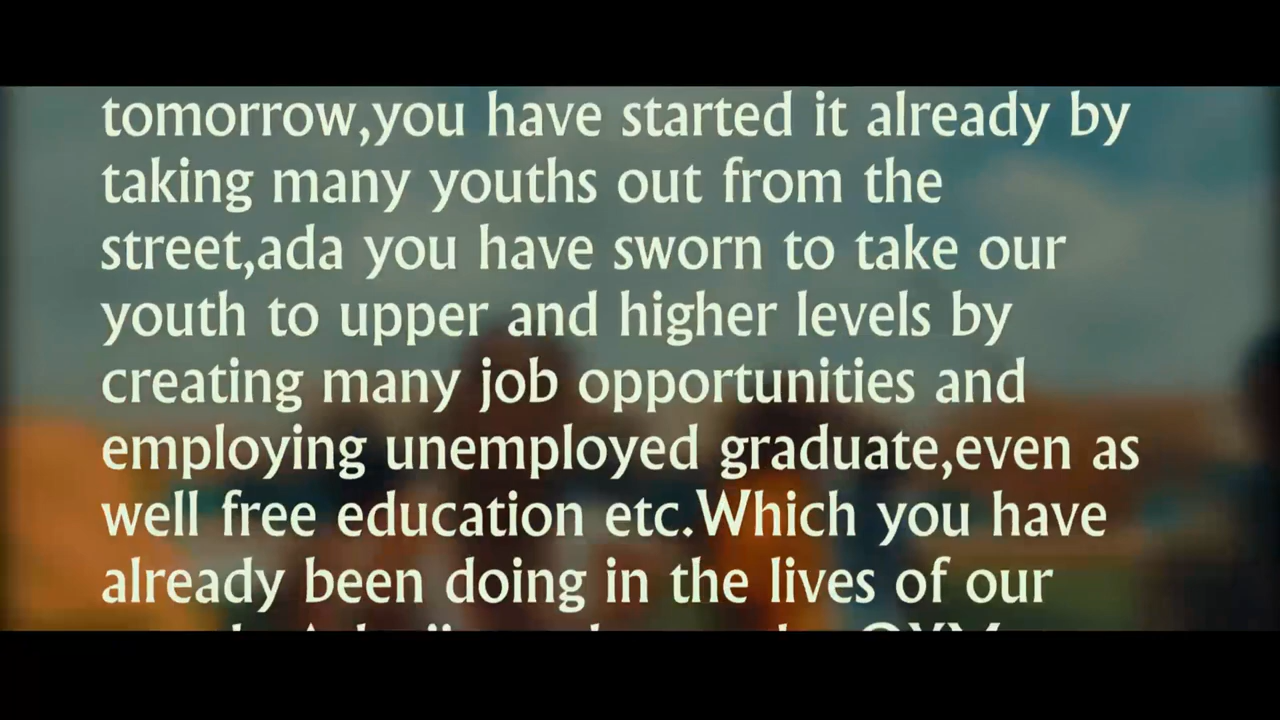 tomorrow,you have started it already by
taking many youths out from the
street,ada you have sworn to take our
youth to upper and higher levels by
creating many job opportunities and
employing unemployed graduate,even as
well free education etc.Which you have
already been doing in the lives of our